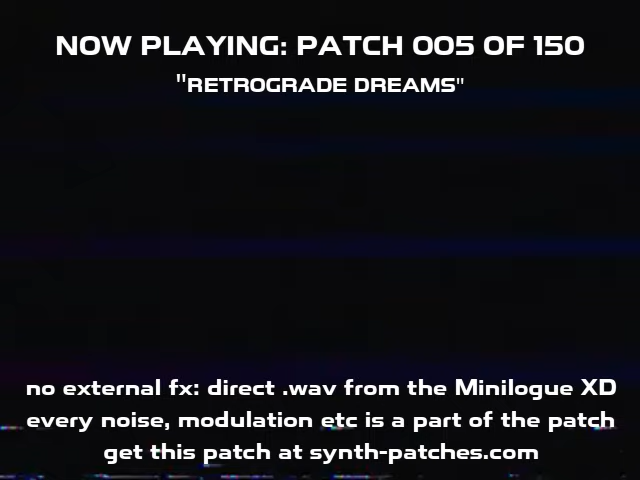 NOW PLAYING: PATCH 005 OF 150
"RETROGRADE DREAMS"
no external fx: direct .wav from the Minilogue XD
every noise, modulation etc is a part of the patch
get this patch at synth-patches.com